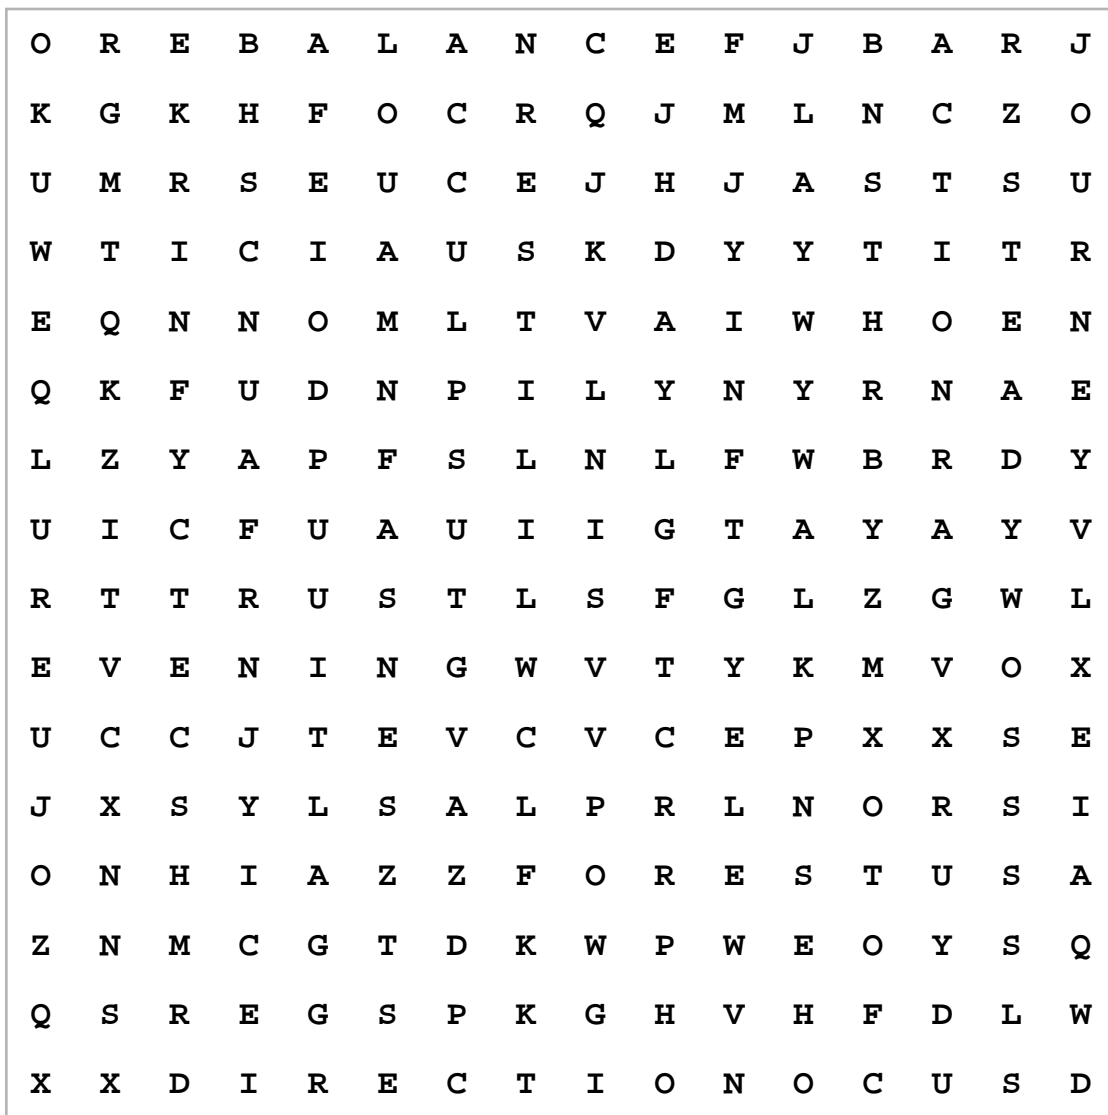 O R E B A L A N C E F J B A R J
K G K H F O C R Q J M L N C Z O
U M R S E U C E J H J A S T S U
W T I C I A U S K D Y Y T I T R
E Q N N O M L T V A I W H O E N
Q K F U D N P I L Y N Y R N A E
L Z Y A P F S L N L F W B R D Y
U I C F U A U I I G T A Y A Y V
R T T R U S T L S F G L Z G W L
E V E N I N G W V T Y K M V O X
U C C J T E V C V C E P X X S E
J X S Y L S A L P R L N O R S I
O N H I A Z Z F O R E S T U S A
Z N M C G T D K W P W E O Y S Q
Q S R E G S P K G H V H F D L W
X X D I R E C T I O N O C U S D